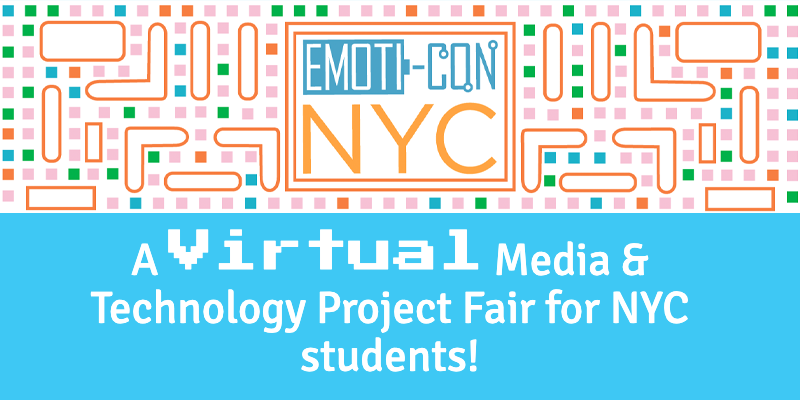 EMOTI-CON
NYC
A Virtual Media &
Technology Project Fair for NYC
students!